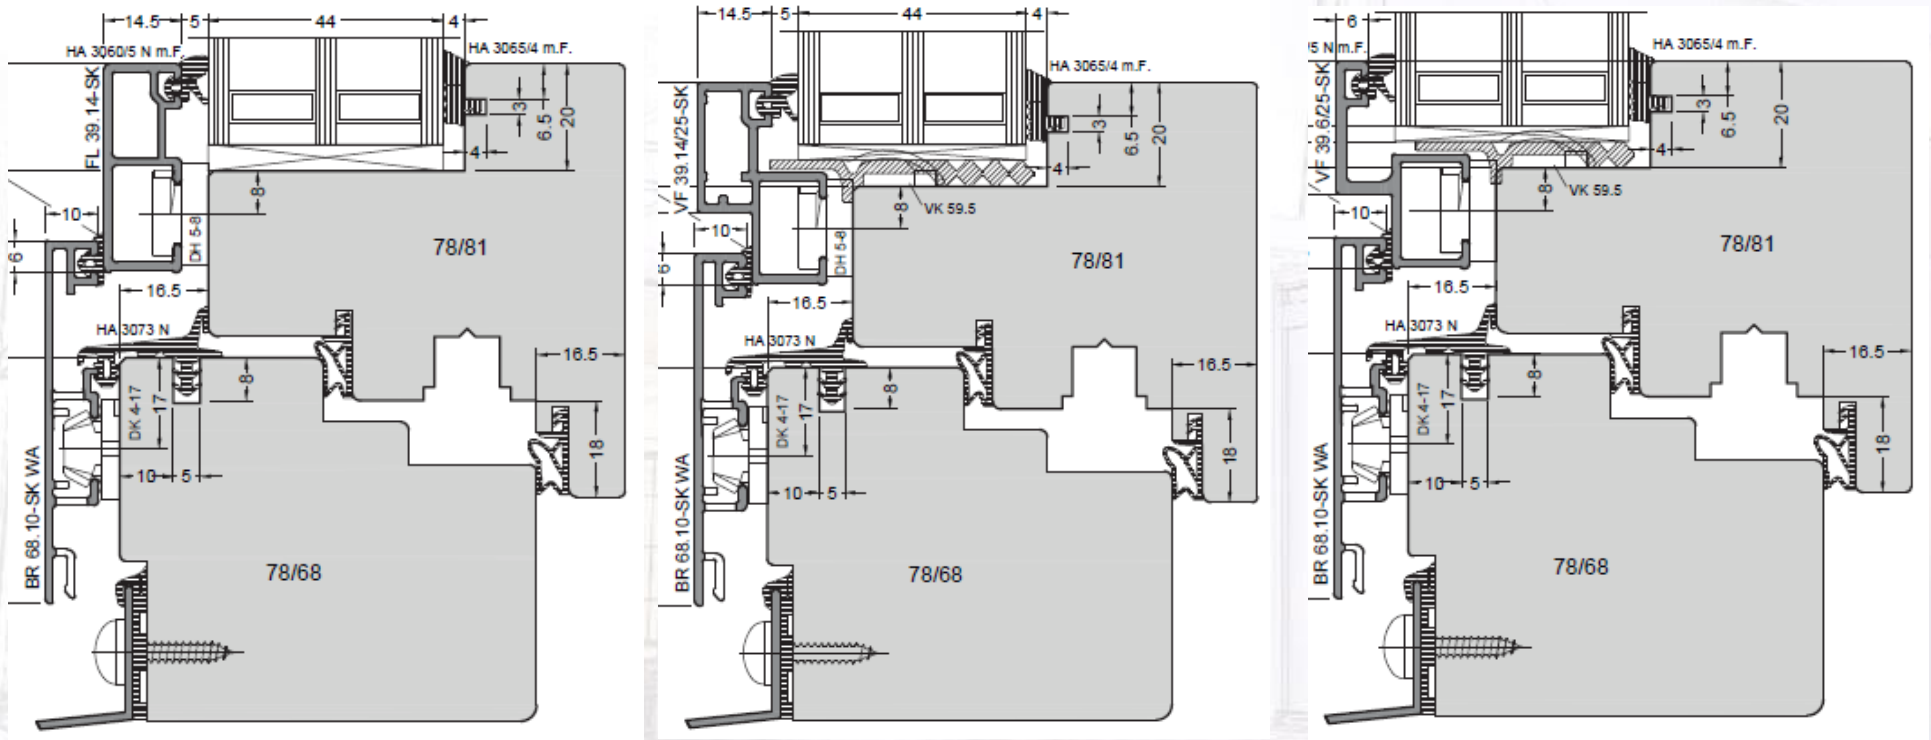 14.5 5 44 4
HA 3060/5 N m.F.
HA 3065/4 m.F.
FL 39.14-SK
3
6.5
20
4
8
10
DH 5-8
6
78/81
16.5
HA 3073 N
16.5
8
DK 4-17
17
18
10 5
BR 68.10-SK WA
78/68
14.5 5 44 4
HA 3065/4 m.F.
VF 39.14/25-SK
3
6.5
20
4
8
VK 59.5
10
DH 5-8
6
78/81
16.5
HA 3073 N
16.5
8
DK 4-17
17
18
10 5
BR 68.10-SK WA
78/68
6
/5 N m.F.
HA 3065/4 m.F.
VF 39.6/25-SK
3
6.5
20
4
8
VK 59.5
10
78/81
16.5
HA 3073 N
16.5
8
DK 4-17
17
18
10 5
BR 68.10-SK WA
78/68